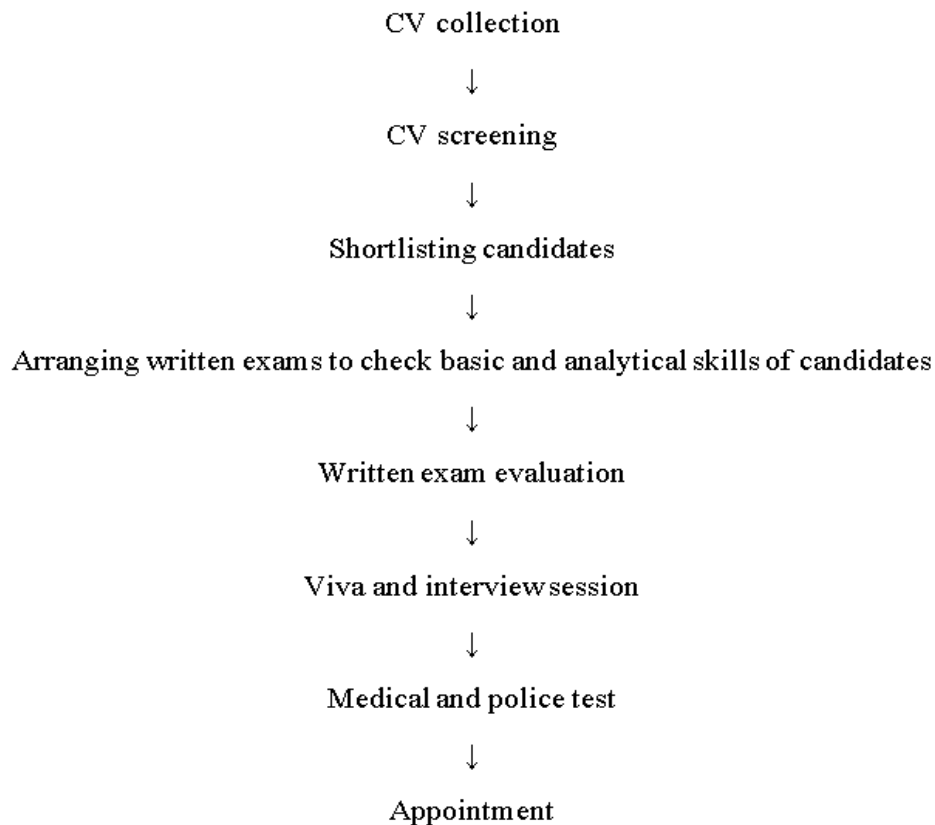 CV collection
↓
CV screening
↓
Shortlisting candidates
↓
Arranging written exams to check basic and analytical skills of candidates
↓
Written exam evaluation
↓
Viva and interview session
↓
Medical and police test
↓
Appointment